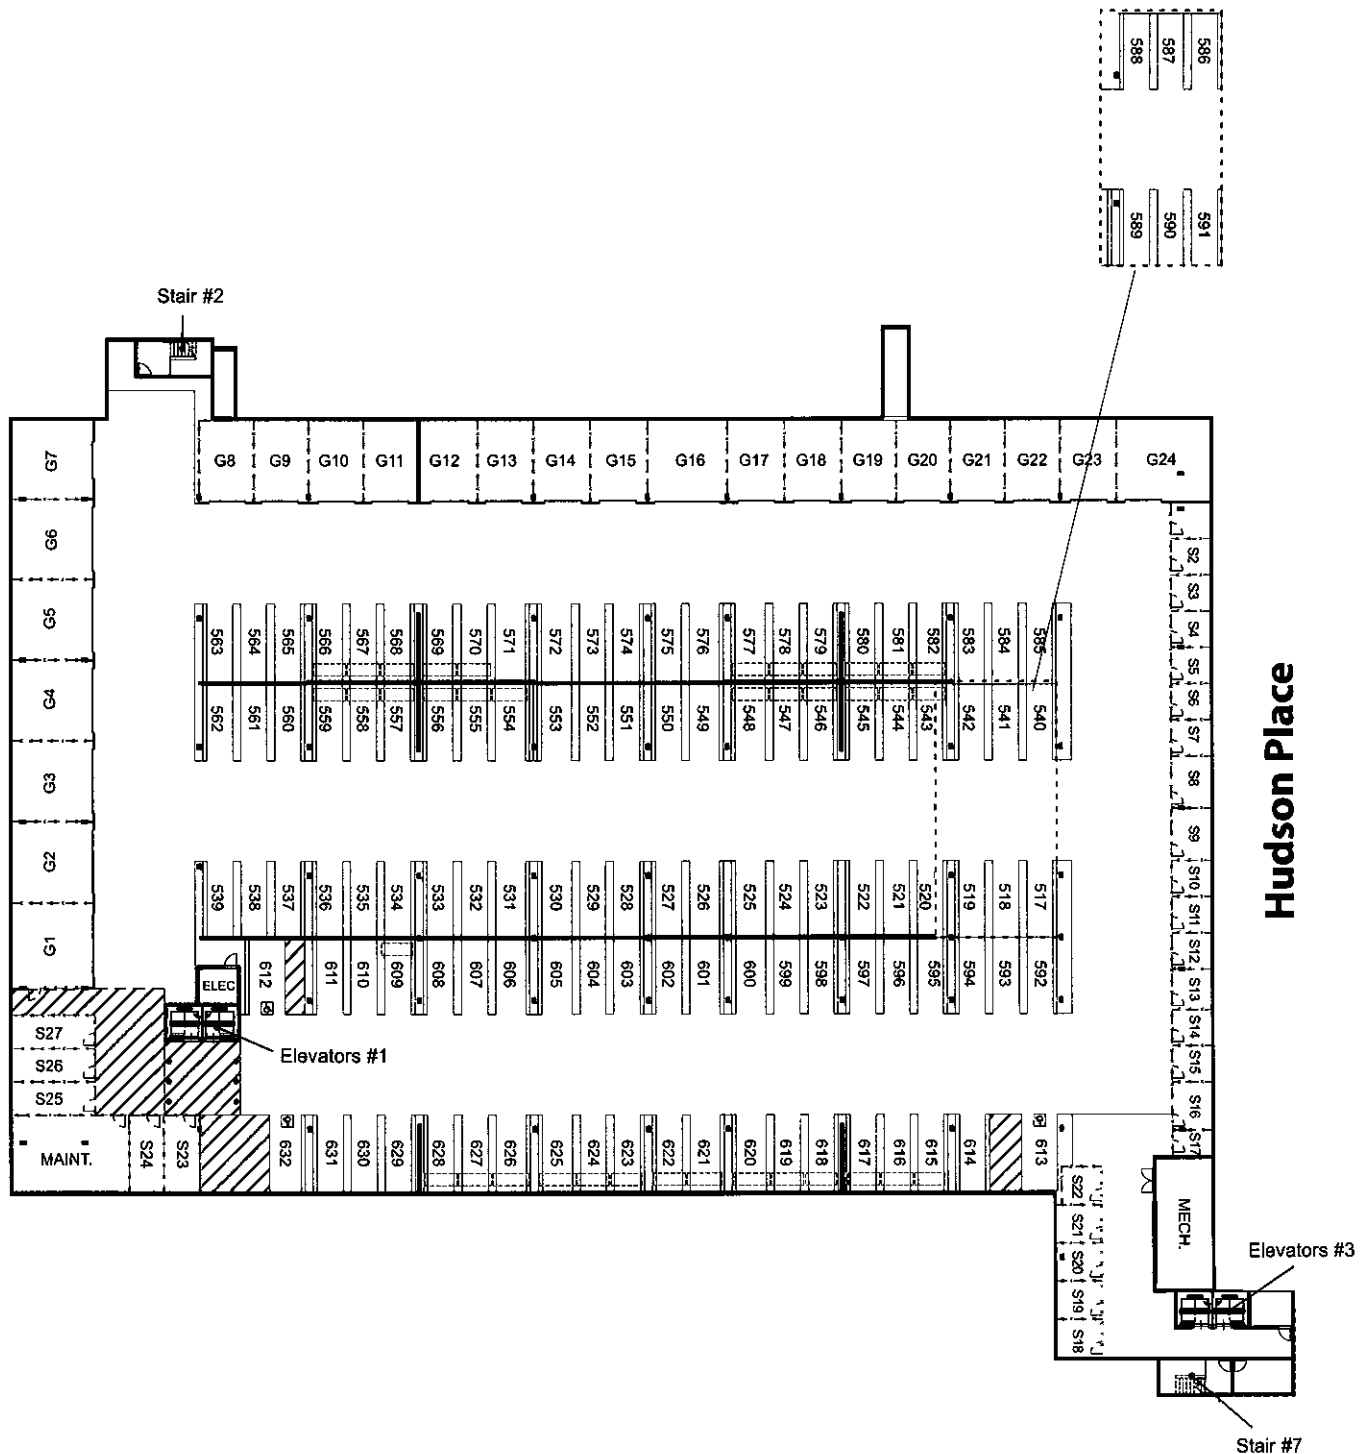 588 587 586
589 590 591
Stair #2
G7 G8 G9 G10 G11 G12 G13 G14 G15 G16 G17 G18 G19 G20 G21 G22 G23 G24
G6
G5
G4
G3
G2
G1
S2
S3
S4
S5
S6
S7
S8
S9
S10
S11
S12
S13
S14
S15
S16
S17
563 564 565 566 567 568 569 570 571 572 573 574 575 576 577 578 579 580 581 582 583 584 585
562 561 560 559 558 557 556 555 554 553 552 551 550 549 548 547 546 545 544 543 542 541 540
Hudson Place
539 538 537 536 535 534 533 532 531 530 529 528 527 526 525 524 523 522 521 520 519 518 517
612 611 610 609 608 607 606 605 604 603 602 601 600 599 598 597 596 595 594 593 592
ELEC
Elevators #1
S27
S26
S25
MAINT. S24 S23
632 631 630 629 628 627 626 625 624 623 622 621 620 619 618 617 616 615 614 613
S22
S21
S20
S19
S18
MECH.
Elevators #3
Stair #7